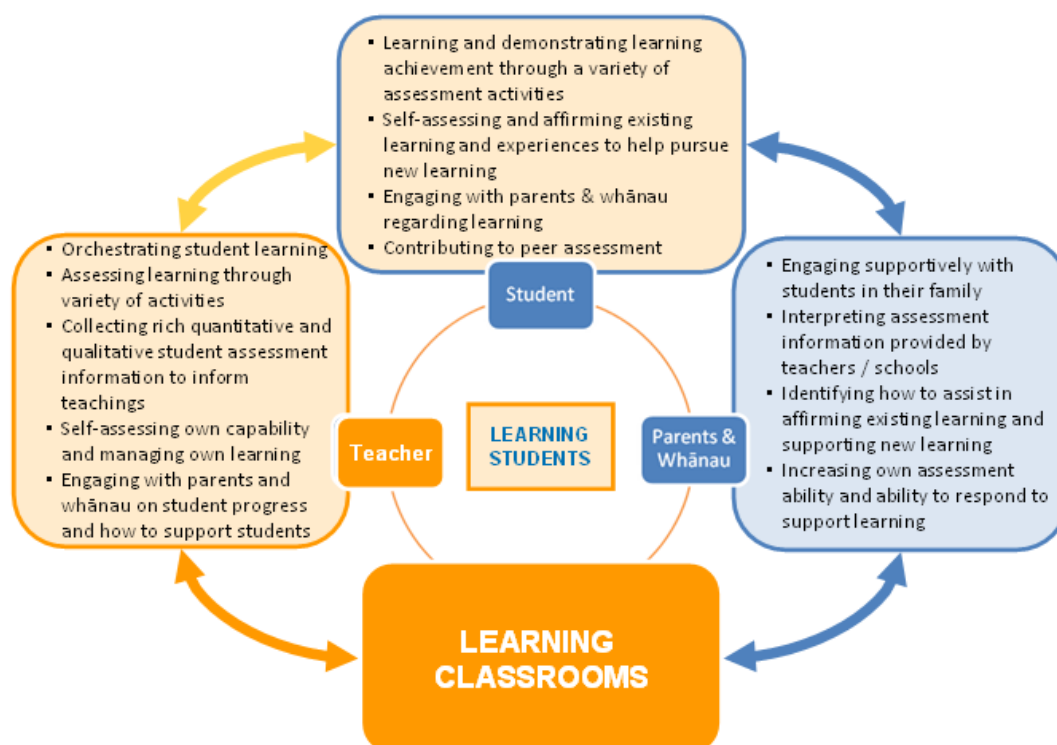 ▪ Learning and demonstrating learning
achievement through a variety of
assessment activities
▪ Self-assessing and affirming existing
learning and experiences to help pursue
new learning
▪ Engaging with parents & whānau
regarding learning
▪ Contributing to peer assessment
Student
▪ Orchestrating student learning
▪ Assessing learning through
variety of activities
▪ Collecting rich quantitative and
qualitative student assessment
information to inform
teachings
▪ Self-assessing own capability
and managing own learning
▪ Engaging with parents and
whānau on student progress
and how to support students
Teacher
LEARNING
STUDENTS
Parents &
Whānau
▪ Engaging supportively with
students in their family
▪ Interpreting assessment
information provided by
teachers / schools
▪ Identifying how to assist in
affirming existing learning and
supporting new learning
▪ Increasing own assessment
ability and ability to respond to
support learning
LEARNING
CLASSROOMS